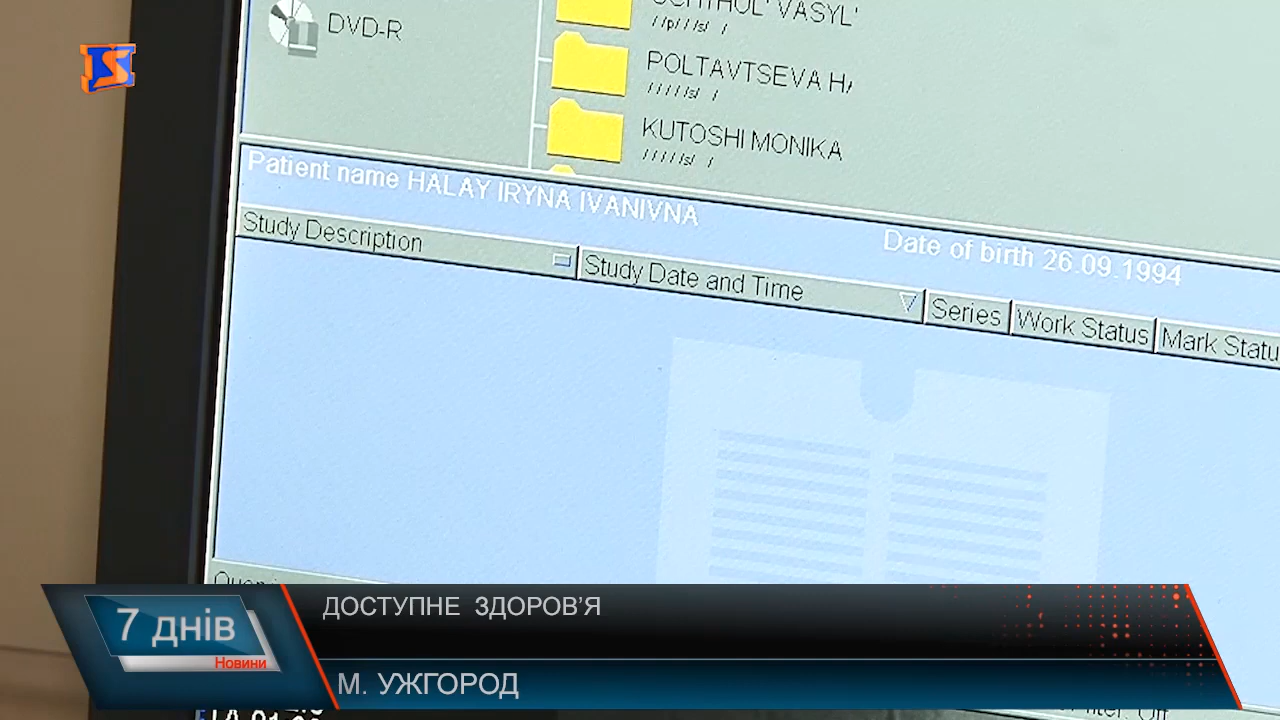 DVD-R
VASYL'
POLTAVTSEVA
KUTOSHI MONIKA
Patient name HALAY IRYNA IVANIVNA
Date of birth 26.09.1994
Study Description
Study Date and Time
Series
Work Status
Mark Statu
ДОСТУПНЕ ЗДОРОВ'Я
7 днів
Новини
М. УЖГОРОД